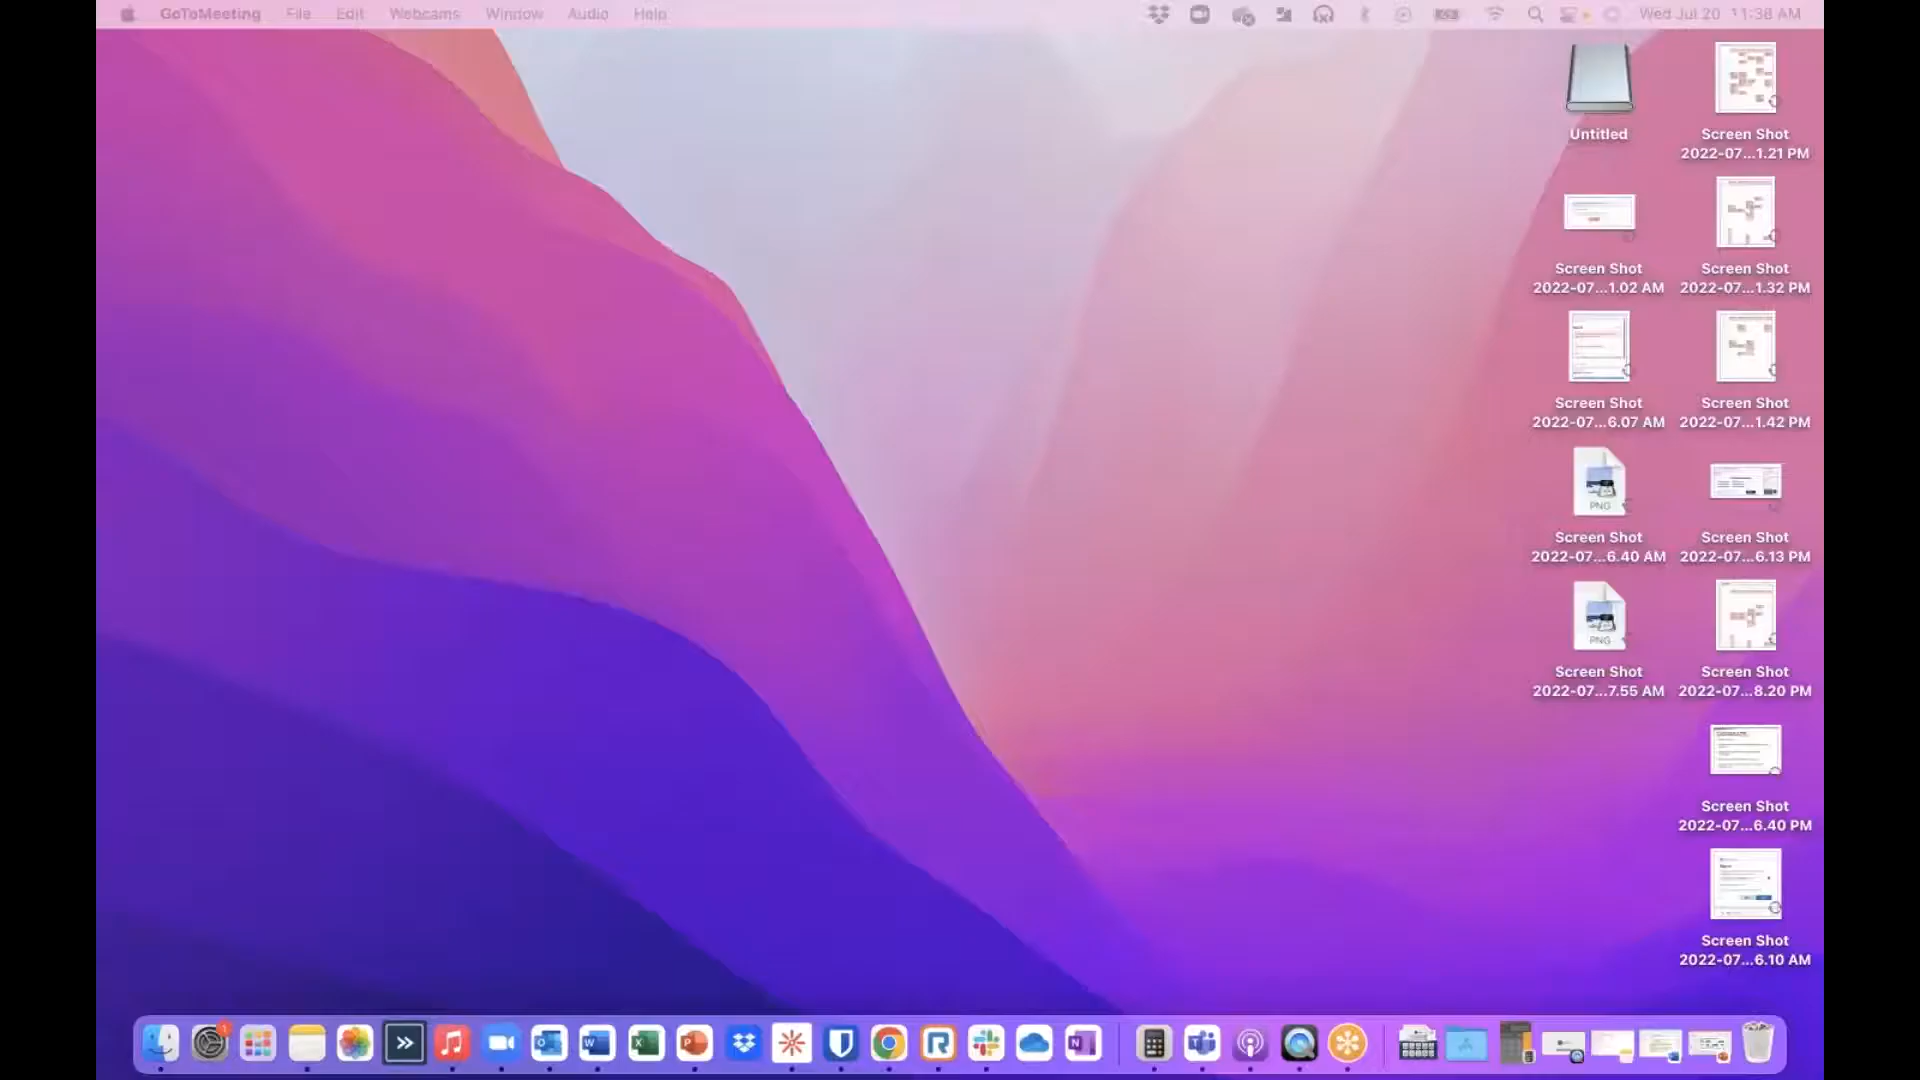 GoToMeeting File Edit Webcams Window Audio Help Wed Jul 20 11:38 AM
Untitled
Screen Shot
2022-07...1.21 PM
Screen Shot
2022-07...1.02 AM
Screen Shot
2022-07...1.32 PM
Screen Shot
2022-07...6.07 AM
Screen Shot
2022-07...1.42 PM
PNG
Screen Shot
2022-07...6.40 AM
Screen Shot
2022-07...6.13 PM
PNG
Screen Shot
2022-07...7.55 AM
Screen Shot
2022-07...8.20 PM
Screen Shot
2022-07...6.40 PM
Screen Shot
2022-07...6.10 AM